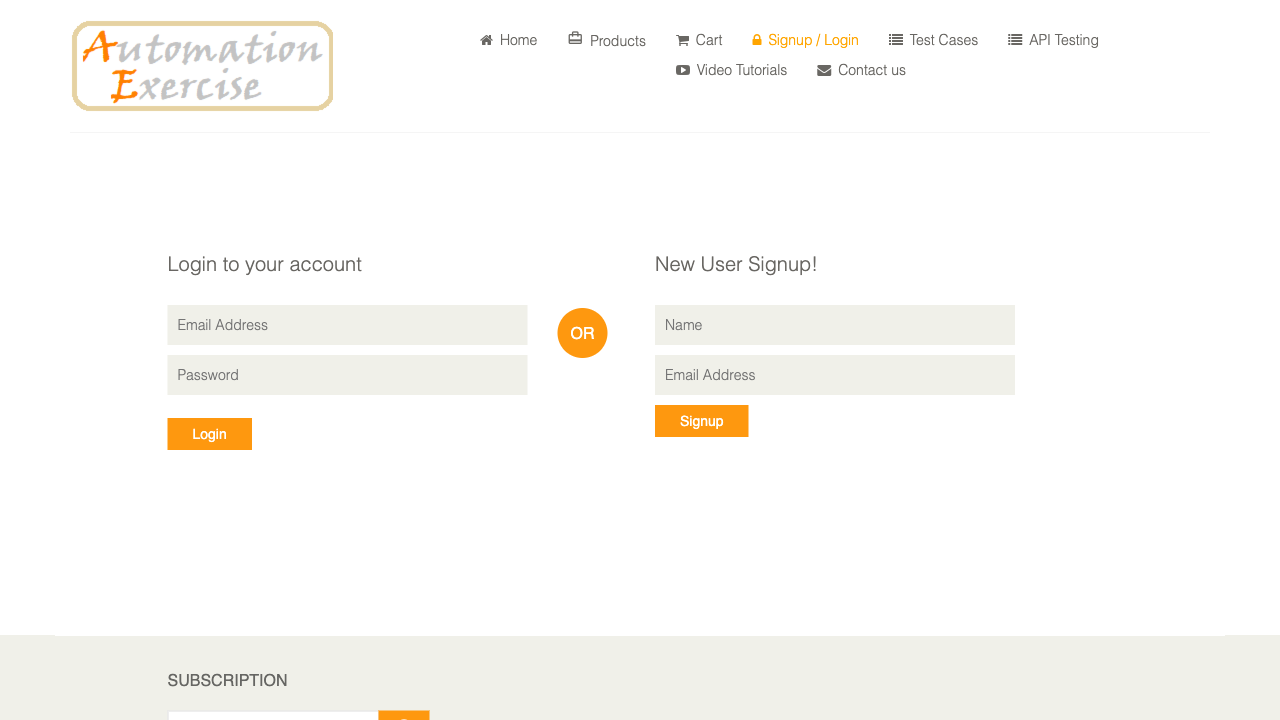 Automation
Exercise
Home
Products
Cart
Signup / Login
Test Cases
API Testing
Video Tutorials
Contact us
Login to your account
Email Address
Password
Login
OR
New User Signup!
Name
Email Address
Signup
SUBSCRIPTION